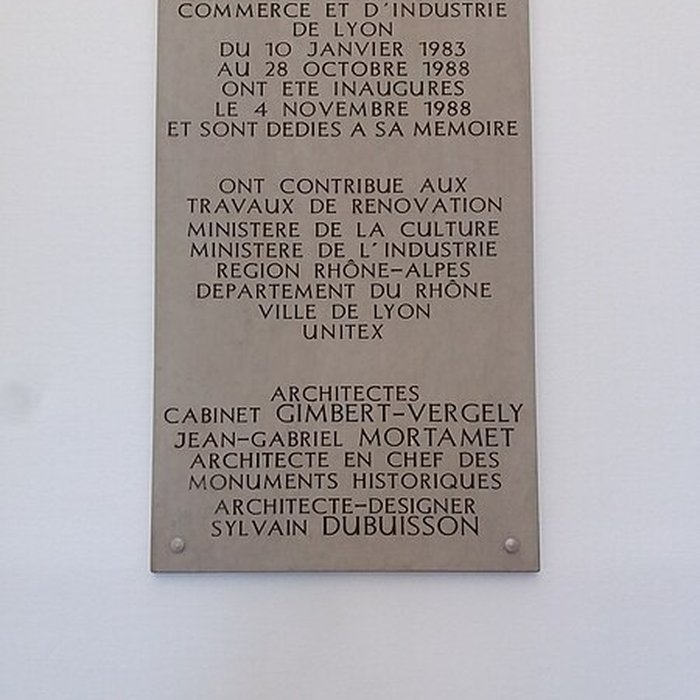 COMMERCE ET D'INDUSTRIE
DE LYON
DU 10 JANVIER 1983
AU 28 OCTOBRE 1988
ONT ETE INAUGURES
LE 4 NOVEMBRE 1988
ET SONT DEDIES A SA MEMOIRE
ONT CONTRIBUE AUX
TRAVAUX DE RENOVATION
MINISTERE DE LA CULTURE
MINISTERE DE L'INDUSTRIE
REGION RHÔNE-ALPES
DEPARTEMENT DU RHÔNE
VILLE DE LYON
UNITEX
ARCHITECTES
CABINET GIMBERT-VERGELY
JEAN-GABRIEL MORTAMET
ARCHITECTE EN CHEF DES
MONUMENTS HISTORIQUES
ARCHITECTE-DESIGNER
SYLVAIN DUBUISSON